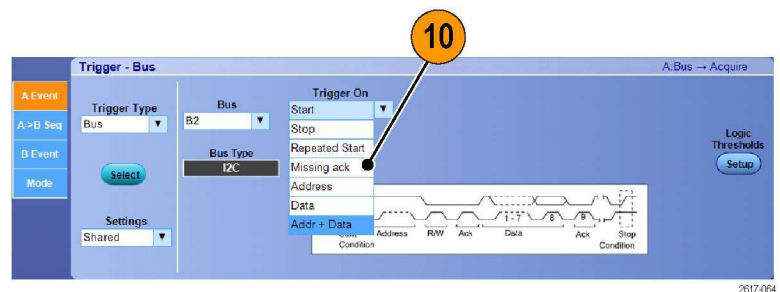 10
Trigger - Bus
A:Bus → Acquire
A Event
A->B Seq
B Event
Mode
Trigger Type
Bus
Select
Settings
Shared
Bus
B2
Bus Type
I2C
Trigger On
Start
Stop
Repeated Start
Missing ack
Address
Data
Addr + Data
Logic
Thresholds
Setup
1 - 7 8 9
Condition
Address R/W Ack Data Ack Stop
Condition
2617-064